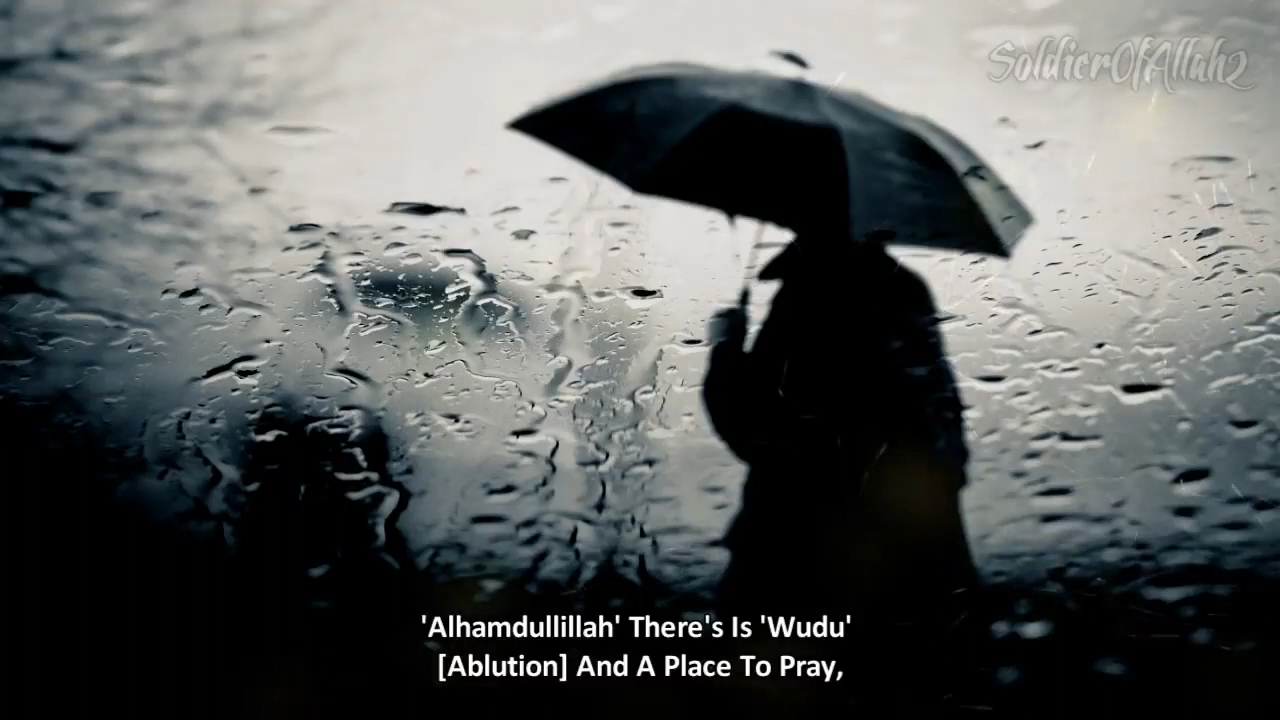 SoldierOfAllah2
'Alhamdullillah' There's Is 'Wudu'
[Ablution] And A Place To Pray,